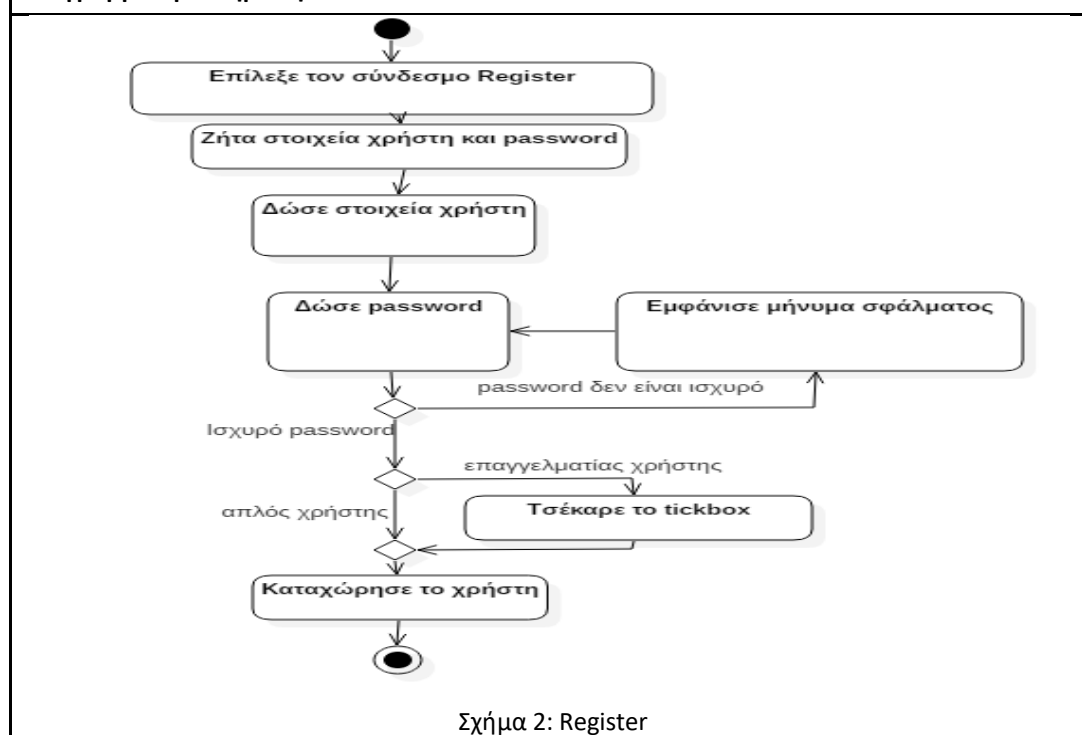 Επίλεξε τον σύνδεσμο Register
Ζήτα στοιχεία χρήστη και password
Δώσε στοιχεία χρήστη
Δώσε password
Εμφάνισε μήνυμα σφάλματος
password δεν είναι ισχυρό
Ισχυρό password
επαγγελματίας χρήστης
Τσέκαρε το tickbox
απλός χρήστης
Καταχώρησε το χρήστη
Σχήμα 2: Register